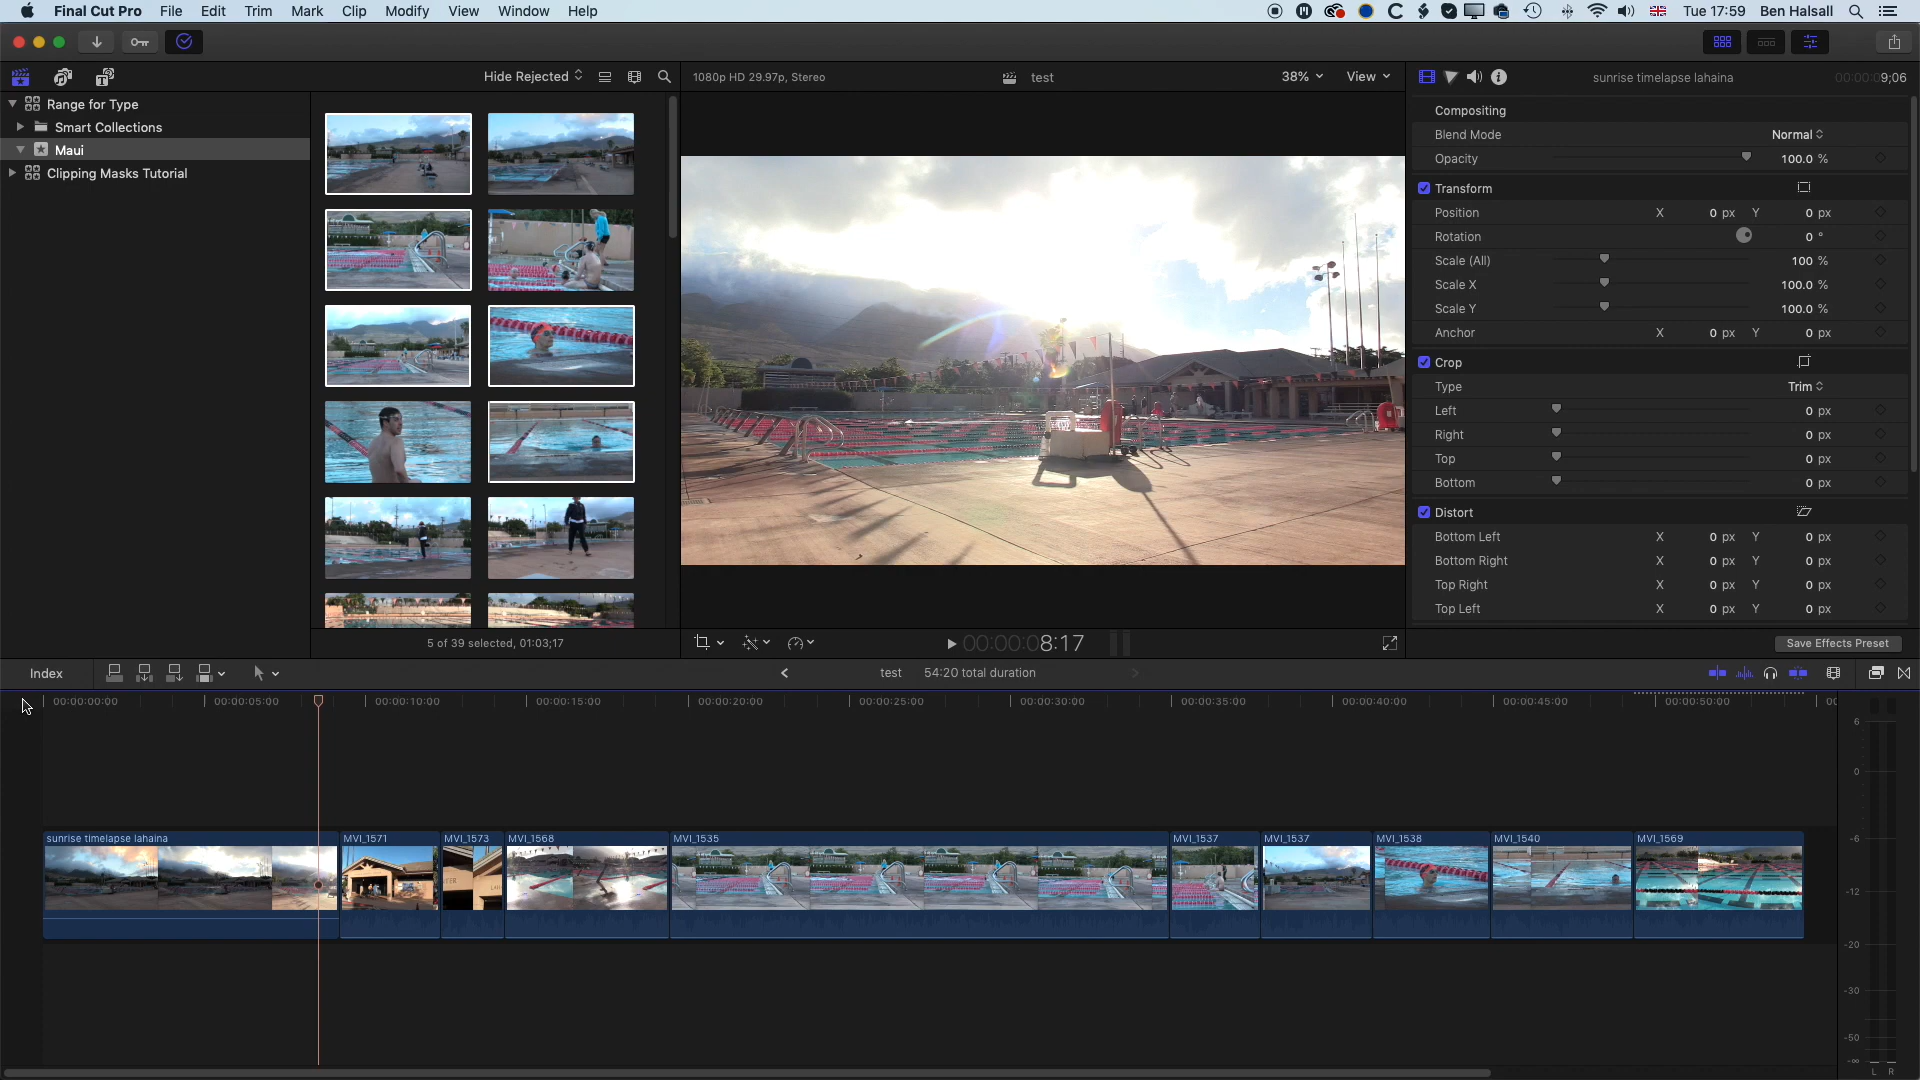 Final Cut Pro File Edit Trim Mark Clip Modify View Window Help Tue 17:59 Ben Halsall
Hide Rejected 1080p HD 29.97p, Stereo test 38% View sunrise timelapse lahaina 00:00:09;06
Range for Type
Smart Collections
Maui
Clipping Masks Tutorial
Compositing
Blend Mode Normal
Opacity 100.0 %
Transform
Position X 0 px Y 0 px
Rotation 0 °
Scale (All) 100 %
Scale X 100.0 %
Scale Y 100.0 %
Anchor X 0 px Y 0 px
Crop
Type Trim
Left 0 px
Right 0 px
Top 0 px
Bottom 0 px
Distort
Bottom Left X 0 px Y 0 px
Bottom Right X 0 px Y 0 px
Top Right X 0 px Y 0 px
Top Left X 0 px Y 0 px
5 of 39 selected, 01:03;17 00:00:08:17 Save Effects Preset
Index test 54:20 total duration
00:00:00:00 00:00:05:00 00:00:10:00 00:00:15:00 00:00:20:00 00:00:25:00 00:00:30:00 00:00:35:00 00:00:40:00 00:00:45:00 00:00:50:00
sunrise timelapse lahaina MVI_1571 MVI_1573 MVI_1568 MVI_1535 MVI_1537 MVI_1537 MVI_1538 MVI_1540 MVI_1569
6
0
-6
-12
-20
-30
-50
-∞
L R